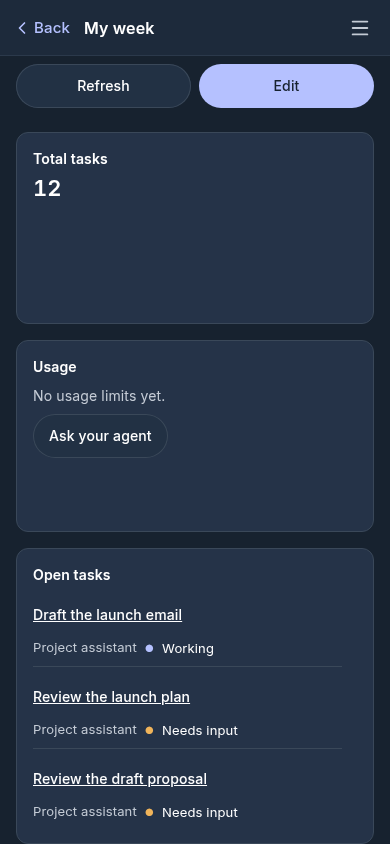 Back My week
Refresh Edit
Total tasks
12
Usage
No usage limits yet.
Ask your agent
Open tasks
Draft the launch email
Project assistant Working
Review the launch plan
Project assistant Needs input
Review the draft proposal
Project assistant Needs input